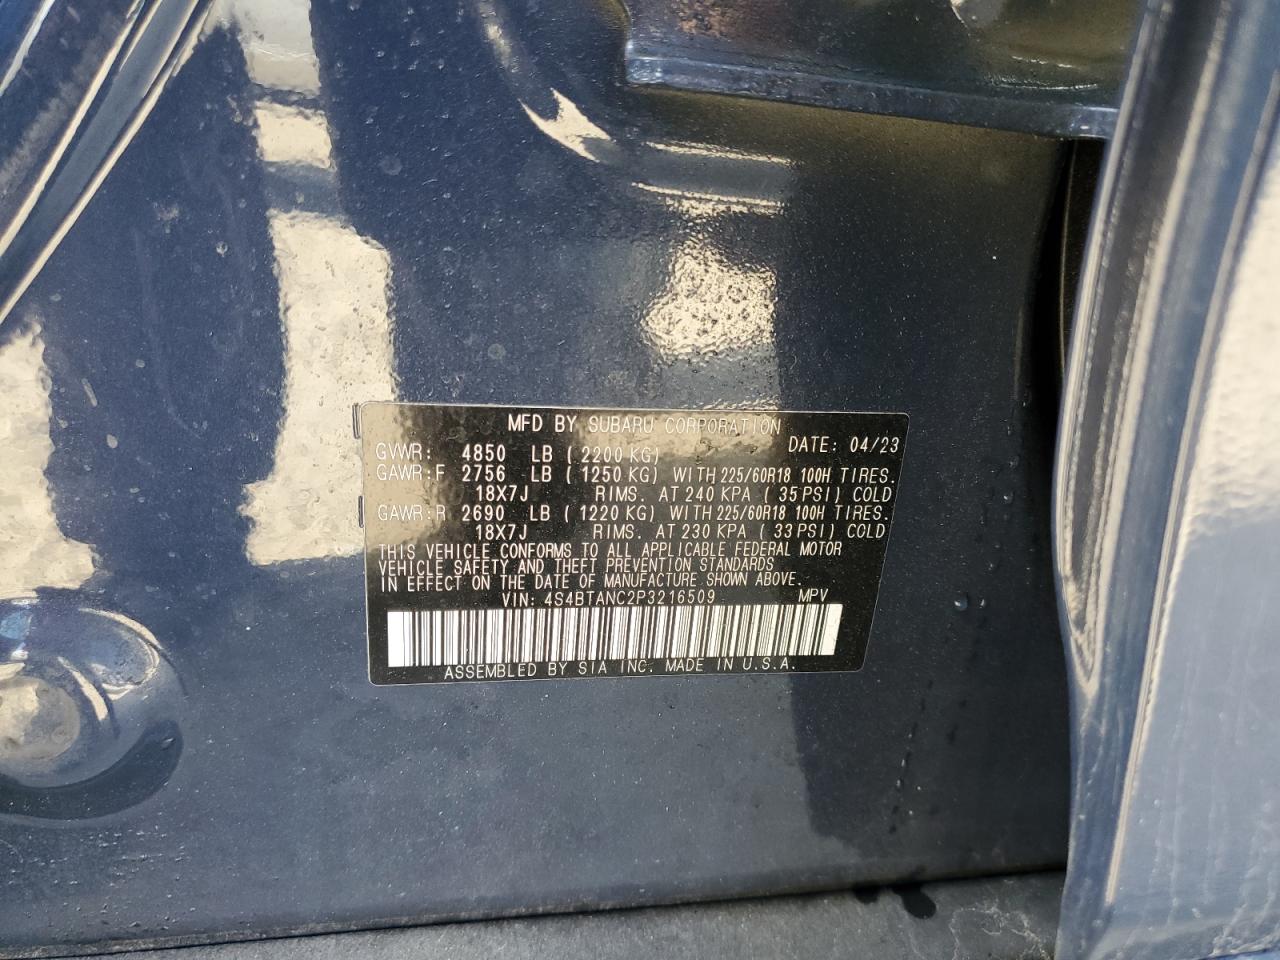 MFD BY SUBARU CORPORATION
GVWR: 4850 LB ( 2200 KG) DATE: 04/23
GAWR:F 2756 LB ( 1250 KG) WITH 225/60R18 100H TIRES.
18X7J RIMS. AT 240 KPA ( 35 PSI) COLD
GAWR:R 2690 LB ( 1220 KG) WITH 225/60R18 100H TIRES.
18X7J RIMS. AT 230 KPA ( 33 PSI) COLD
THIS VEHICLE CONFORMS TO ALL APPLICABLE FEDERAL MOTOR
VEHICLE SAFETY AND THEFT PREVENTION STANDARDS
IN EFFECT ON THE DATE OF MANUFACTURE SHOWN ABOVE.
VIN: 4S4BTANC2P3216509 MPV
ASSEMBLED BY SIA INC. MADE IN U.S.A.